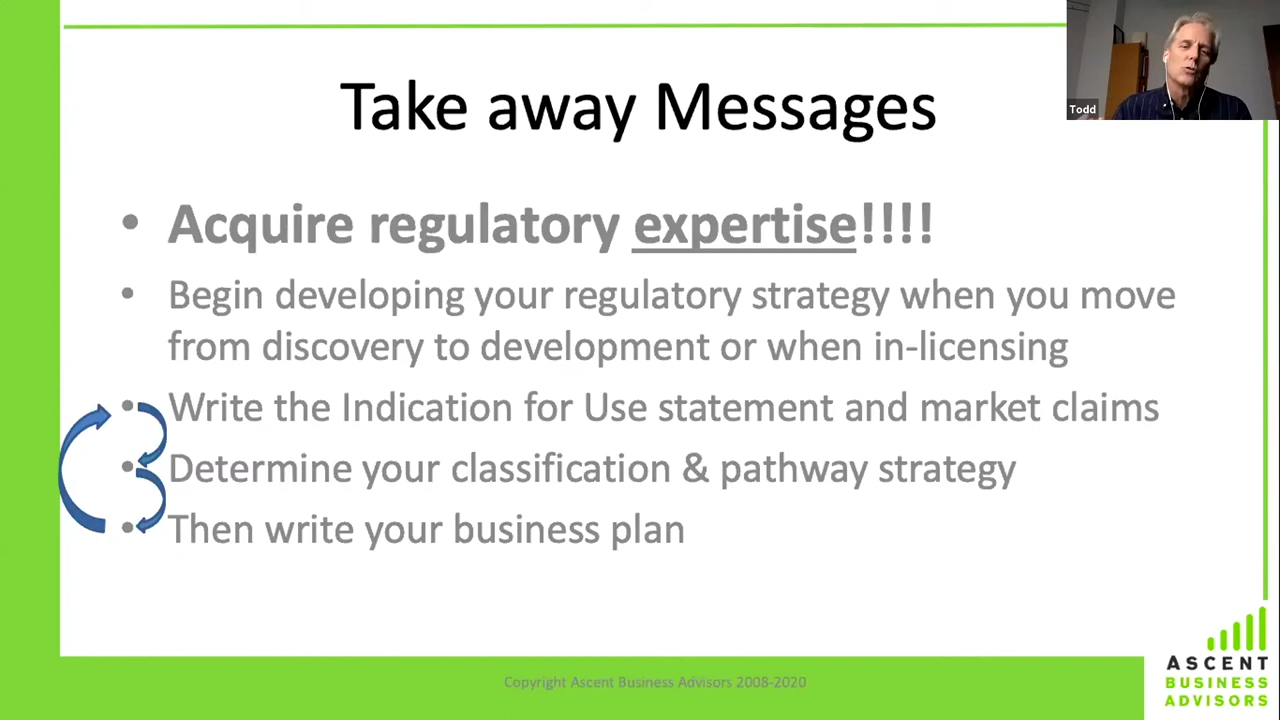 Todd
Take away Messages
• Acquire regulatory expertise!!!!
• Begin developing your regulatory strategy when you move
from discovery to development or when in-licensing
• Write the Indication for Use statement and market claims
• Determine your classification & pathway strategy
• Then write your business plan
Copyright Ascent Business Advisors 2008-2020
ASCENT
BUSINESS
ADVISORS